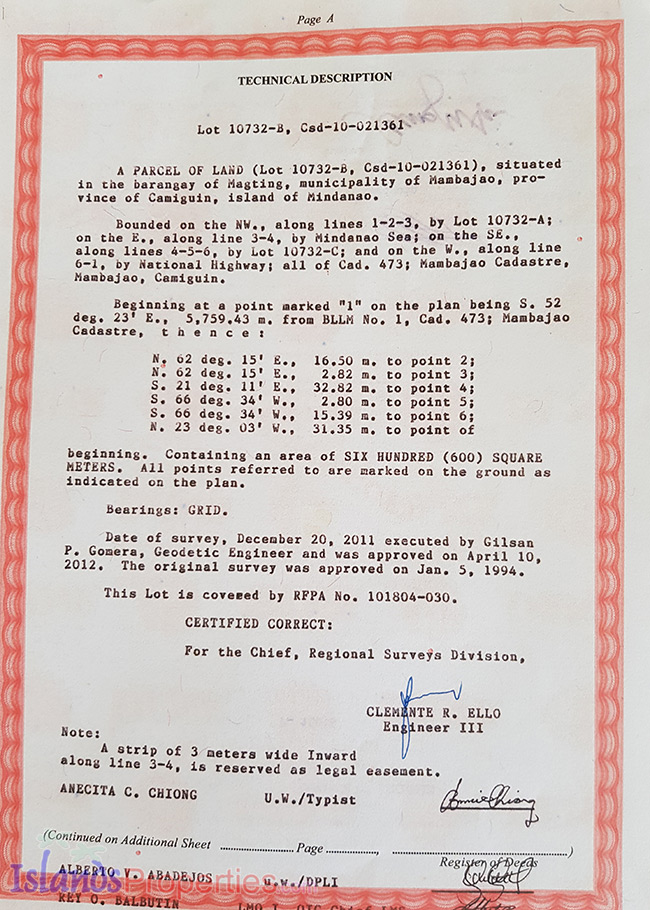 Page A
TECHNICAL DESCRIPTION
Lot 10732-B, Csd-10-021361
A PARCEL OF LAND (Lot 10732-B, Csd-10-021361), situated
in the barangay of Magting, municipality of Mambajao, pro-
vince of Camiguin, island of Mindanao.
Bounded on the NW., along lines 1-2-3, by Lot 10732-A;
on the E., along line 3-4, by Mindanao Sea; on the SE.,
along lines 4-5-6, by Lot 10732-C; and on the W., along line
6-1, by National Highway; all of Cad. 473; Mambajao Cadastre,
Mambajao, Camiguin.
Beginning at a point marked "1" on the plan being S. 52
deg. 23' E., 5,759.43 m. from BLLM No. 1, Cad. 473; Mambajao
Cadastre, t h e n c e :
N. 62 deg. 15' E., 16.50 m. to point 2;
N. 62 deg. 15' E., 2.82 m. to point 3;
S. 21 deg. 11' E., 32.82 m. to point 4;
S. 66 deg. 34' W., 2.80 m. to point 5;
S. 66 deg. 34' W., 15.39 m. to point 6;
N. 23 deg. 03' W., 31.35 m. to point of
beginning. Containing an area of SIX HUNDRED (600) SQUARE
METERS. All points referred to are marked on the ground as
indicated on the plan.
Bearings: GRID.
Date of survey, December 20, 2011 executed by Gilsan
P. Gomera, Geodetic Engineer and was approved on April 10,
2012. The original survey was approved on Jan. 5, 1994.
This Lot is covered by RFPA No. 101804-030.
CERTIFIED CORRECT:
For the Chief, Regional Surveys Division,
CLEMENTE R. ELLO
Engineer III
Note:
A strip of 3 meters wide Inward
along line 3-4, is reserved as legal easement.
ANECITA C. CHIONG U.W./Typist
(Continued on Additional Sheet ........................ Page ................, ........................................................)
Register of Deeds
ALBERTO V. ABADEJOS u.w./DPLI
IslandsProperties.com
REY O. BALBUTIN LMO I, OIC